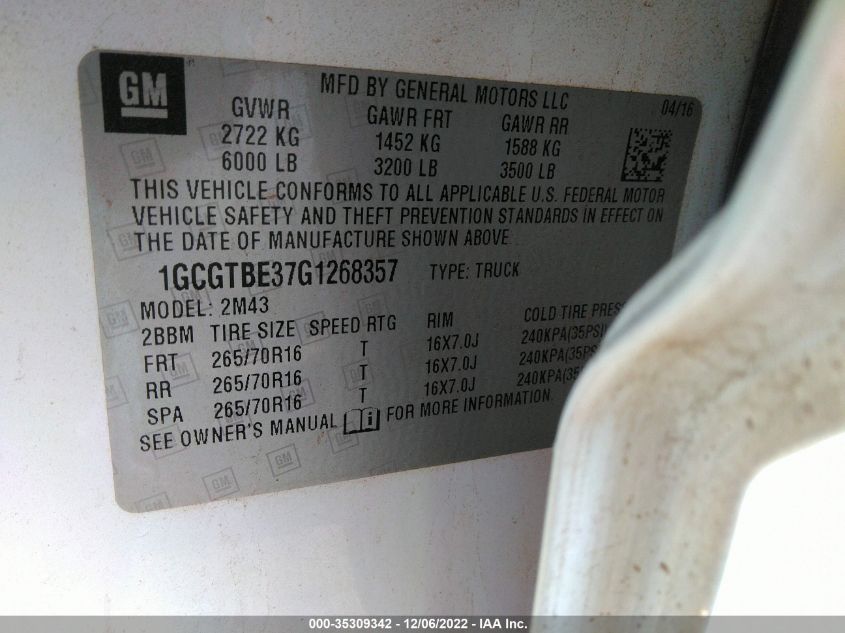 GM
MFD BY GENERAL MOTORS LLC
04/16
GVWR GAWR FRT GAWR RR
2722 KG 1452 KG 1588 KG
6000 LB 3200 LB 3500 LB
THIS VEHICLE CONFORMS TO ALL APPLICABLE U.S. FEDERAL MOTOR
VEHICLE SAFETY AND THEFT PREVENTION STANDARDS IN EFFECT ON
THE DATE OF MANUFACTURE SHOWN ABOVE.
1GCGTBE37G1268357 TYPE: TRUCK
MODEL: 2M43
2BBM TIRE SIZE SPEED RTG RIM COLD TIRE PRESS
FRT 265/70R16 T 16X7.0J 240KPA(35PSI)
RR 265/70R16 T 16X7.0J 240KPA(35PS
SPA 265/70R16 T 16X7.0J 240KPA(35
SEE OWNER'S MANUAL i FOR MORE INFORMATION.
000-35309342 - 12/06/2022 - IAA Inc.